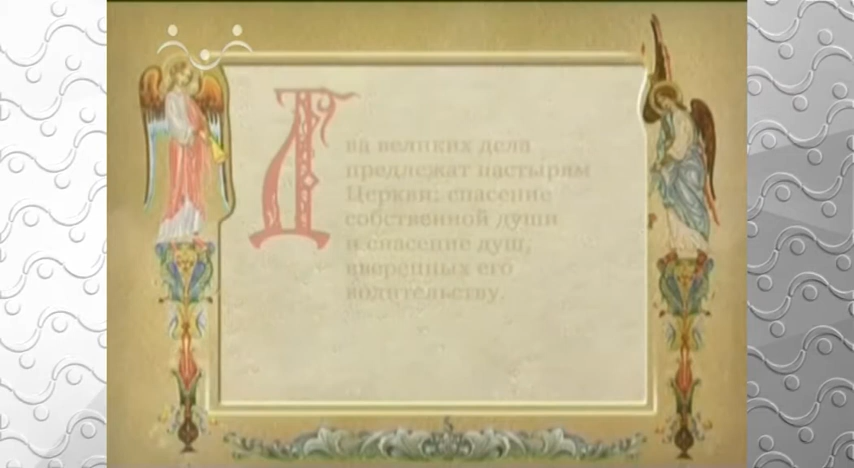 Два великих дела
предлежат пастырям
Церкви: спасение
собственной души
и спасение душ,
вверенных его
водительству.